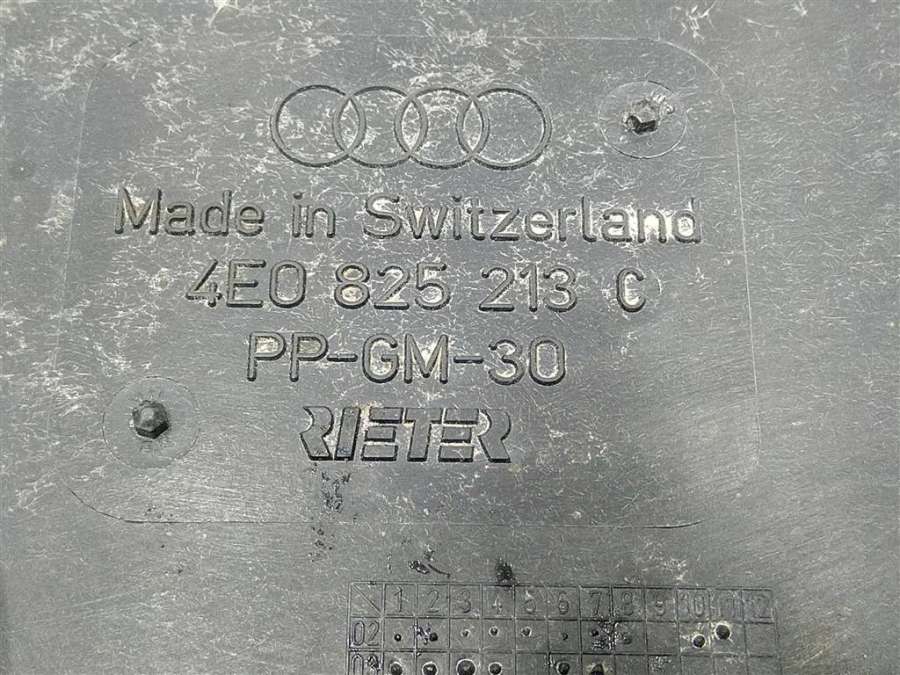 Made in Switzerland
4E0 825 213 C
PP-GM-30
RIETER
1 2 3 4 5 6 7 8 9 10 11 12
02
03